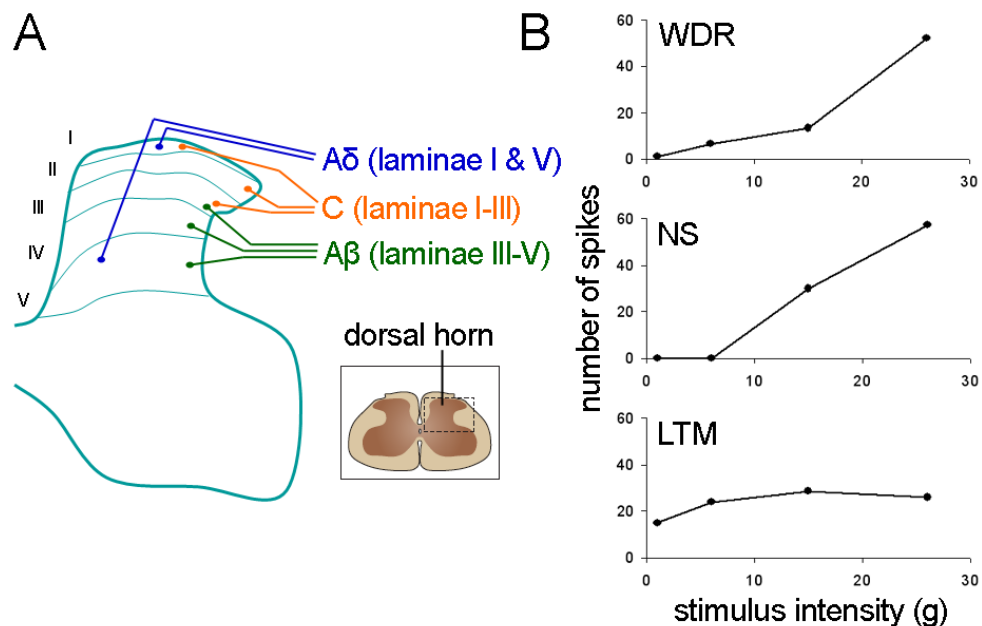 A
I
II
III
IV
V
Aδ (laminae I & V)
C (laminae I-III)
Aβ (laminae III-V)
dorsal horn
B
number of spikes
WDR
60
40
20
0
0 10 20 30
NS
60
40
20
0
0 10 20 30
LTM
60
40
20
0
0 10 20 30
stimulus intensity (g)